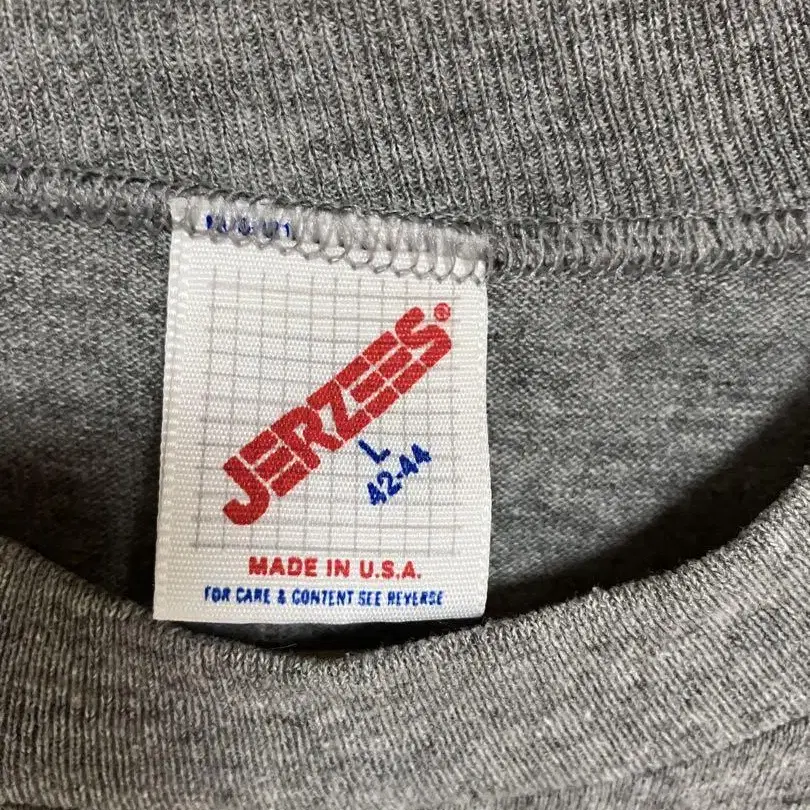 JERZEES®
L
42-44
MADE IN U.S.A.
FOR CARE & CONTENT SEE REVERSE